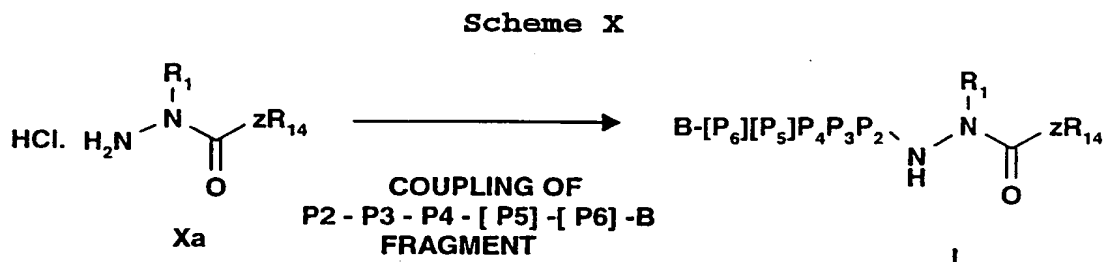 Scheme X
R₁
HCl. H₂N N zR₁₄
O
Xa
COUPLING OF
P2 - P3 - P4 - [ P5] -[ P6] -B
FRAGMENT
R₁
B-[P₆][P₅]P₄P₃P₂ N N zR₁₄
H O
I